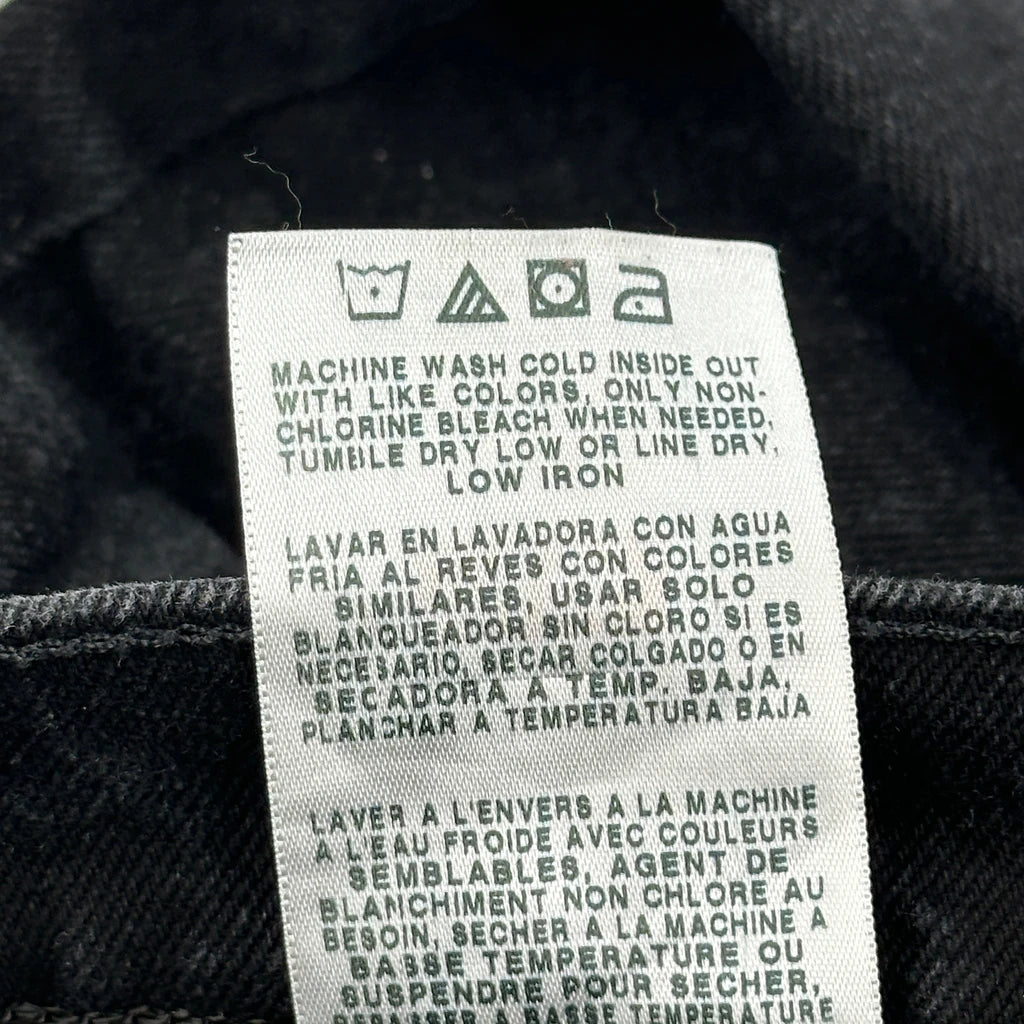 MACHINE WASH COLD INSIDE OUT
WITH LIKE COLORS, ONLY NON-
CHLORINE BLEACH WHEN NEEDED,
TUMBLE DRY LOW OR LINE DRY,
LOW IRON
LAVAR EN LAVADORA CON AGUA
FRIA AL REVES CON COLORES
SIMILARES, USAR SOLO
BLANQUEADOR SIN CLORO SI ES
NECESARIO, SECAR COLGADO O EN
SECADORA A TEMP. BAJA,
PLANCHAR A TEMPERATURA BAJA
LAVER A L'ENVERS A LA MACHINE
A L'EAU FROIDE AVEC COULEURS
SEMBLABLES, AGENT DE
BLANCHIMENT NON CHLORE AU
BESOIN, SECHER A LA MACHINE A
BASSE TEMPERATURE OU
SUSPENDRE POUR SECHER,
REPASSER A BASSE TEMPERATURE